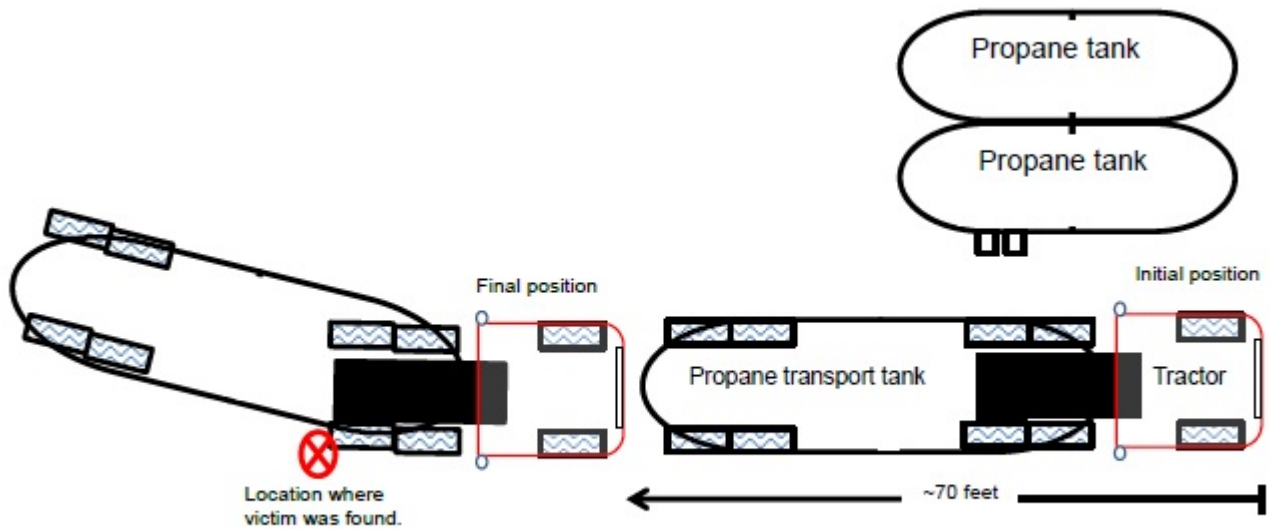 Propane tank
Propane tank
Initial position
Final position
Propane transport tank
Tractor
~70 feet
Location where
victim was found.